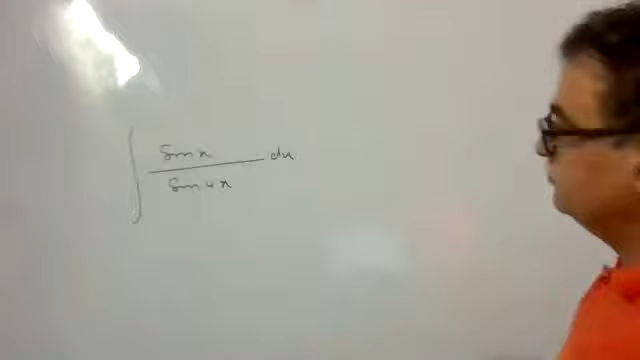 ∫ sin x / sin 4x dx